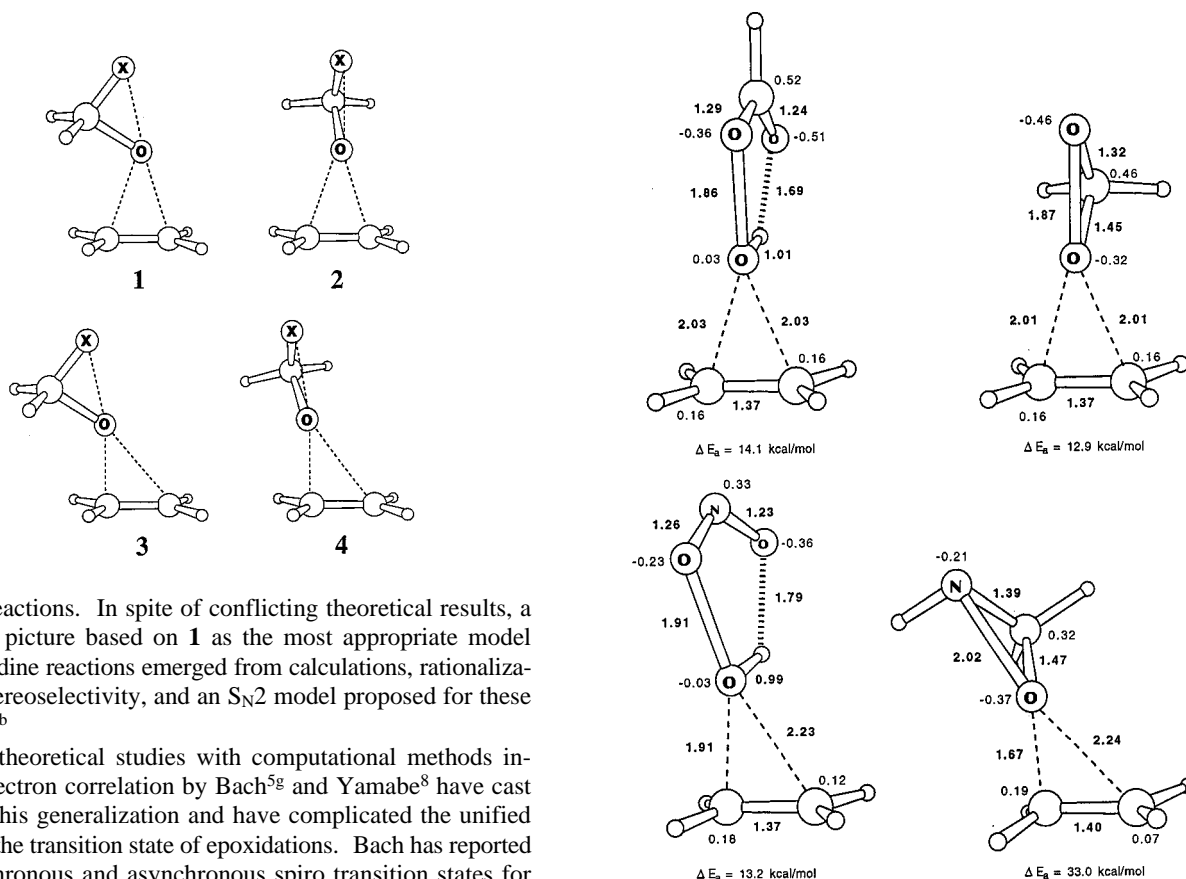 X
X
O
O
1
2
X
X
O
O
3
4
eactions. In spite of conflicting theoretical results, a
picture based on 1 as the most appropriate model
dine reactions emerged from calculations, rationaliza-
ereoselectivity, and an SN2 model proposed for these
b
theoretical studies with computational methods in-
ectron correlation by Bach5g and Yamabe8 have cast
his generalization and have complicated the unified
he transition state of epoxidations. Bach has reported
hronous and asynchronous spiro transition states for
0.52
1.29 1.24
-0.36 O O -0.51
1.86 1.69
0.03 O 1.01
2.03 2.03
0.16
0.16 1.37
Δ Ea = 14.1 kcal/mol
-0.46 O
1.32
0.46
1.87 1.45
O -0.32
2.01 2.01
0.16
0.16 1.37
Δ Ea = 12.9 kcal/mol
0.33
1.26 N 1.23
-0.23 O O -0.36
1.91 1.79
-0.03 O 0.99
1.91 2.23
0.12
0.18 1.37
Δ Ea = 13.2 kcal/mol
-0.21
N 1.39
0.32
2.02 1.47
-0.37 O
1.67 2.24
0.19
1.40 0.07
Δ Ea = 33.0 kcal/mol